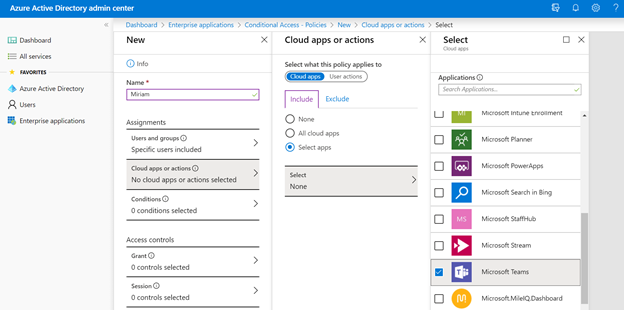 Azure Active Directory admin center
Dashboard > Enterprise applications > Conditional Access - Policies > New > Cloud apps or actions > Select
Dashboard
All services
FAVORITES
Azure Active Directory
Users
Enterprise applications
New
Info
Name *
Miriam
Assignments
Users and groups
Specific users included
Cloud apps or actions
No cloud apps or actions selected
Conditions
0 conditions selected
Access controls
Grant
0 controls selected
Session
0 controls selected
Cloud apps or actions
Select what this policy applies to
Cloud apps User actions
Include Exclude
None
All cloud apps
Select apps
Select
None
Select
Cloud apps
Applications
Search Applications...
MI Microsoft Intune Enrollment
Microsoft Planner
Microsoft PowerApps
Microsoft Search in Bing
MS Microsoft StaffHub
Microsoft Stream
Microsoft Teams
Microsoft.MileIQ.Dashboard